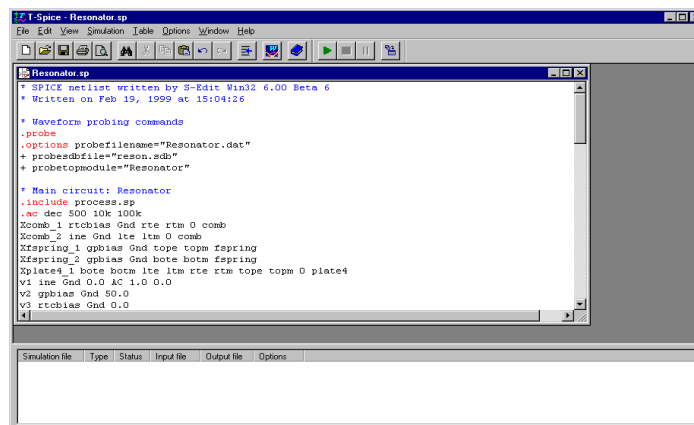 T-Spice - Resonator.sp
File Edit View Simulation Table Options Window Help
Resonator.sp
* SPICE netlist written by S-Edit Win32 6.00 Beta 6
* Written on Feb 19, 1999 at 15:04:26
* Waveform probing commands
.probe
.options probefilename="Resonator.dat"
+ probesdbfile="reson.sdb"
+ probetopmodule="Resonator"
* Main circuit: Resonator
.include process.sp
.ac dec 500 10k 100k
Xcomb_1 rtcbias Gnd rte rtm 0 comb
Xcomb_2 ine Gnd lte ltm 0 comb
Xfspring_1 gpbias Gnd tope topm fspring
Xfspring_2 gpbias Gnd bote botm fspring
Xplate4_1 bote botm lte ltm rte rtm tope topm 0 plate4
v1 ine Gnd 0.0 AC 1.0 0.0
v2 gpbias Gnd 50.0
v3 rtcbias Gnd 0.0
Simulation file Type Status Input file Output file Options